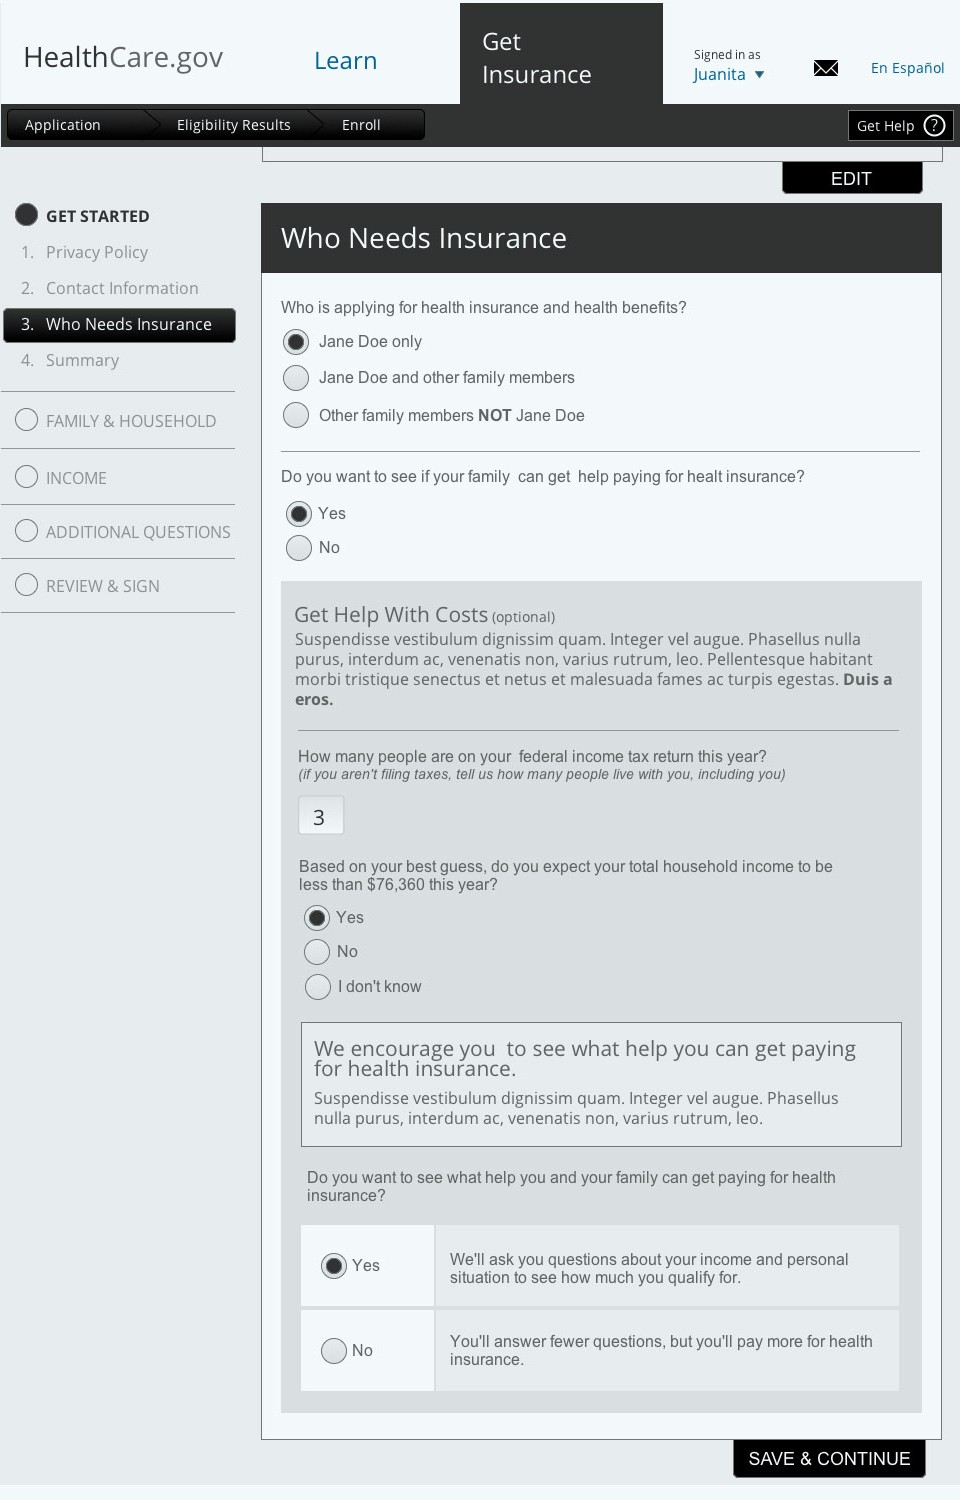 HealthCare.gov
Learn
Get
Insurance
Signed in as
Juanita
En Español
Application
Eligibility Results
Enroll
Get Help ?
EDIT
GET STARTED
1. Privacy Policy
2. Contact Information
3. Who Needs Insurance
4. Summary
FAMILY & HOUSEHOLD
INCOME
ADDITIONAL QUESTIONS
REVIEW & SIGN
Who Needs Insurance
Who is applying for health insurance and health benefits?
Jane Doe only
Jane Doe and other family members
Other family members NOT Jane Doe
Do you want to see if your family can get help paying for healt insurance?
Yes
No
Get Help With Costs (optional)
Suspendisse vestibulum dignissim quam. Integer vel augue. Phasellus nulla
purus, interdum ac, venenatis non, varius rutrum, leo. Pellentesque habitant
morbi tristique senectus et netus et malesuada fames ac turpis egestas. Duis a
eros.
How many people are on your federal income tax return this year?
(if you aren't filing taxes, tell us how many people live with you, including you)
3
Based on your best guess, do you expect your total household income to be
less than $76,360 this year?
Yes
No
I don't know
We encourage you to see what help you can get paying
for health insurance.
Suspendisse vestibulum dignissim quam. Integer vel augue. Phasellus
nulla purus, interdum ac, venenatis non, varius rutrum, leo.
Do you want to see what help you and your family can get paying for health
insurance?
Yes
We'll ask you questions about your income and personal
situation to see how much you qualify for.
No
You'll answer fewer questions, but you'll pay more for health
insurance.
SAVE & CONTINUE